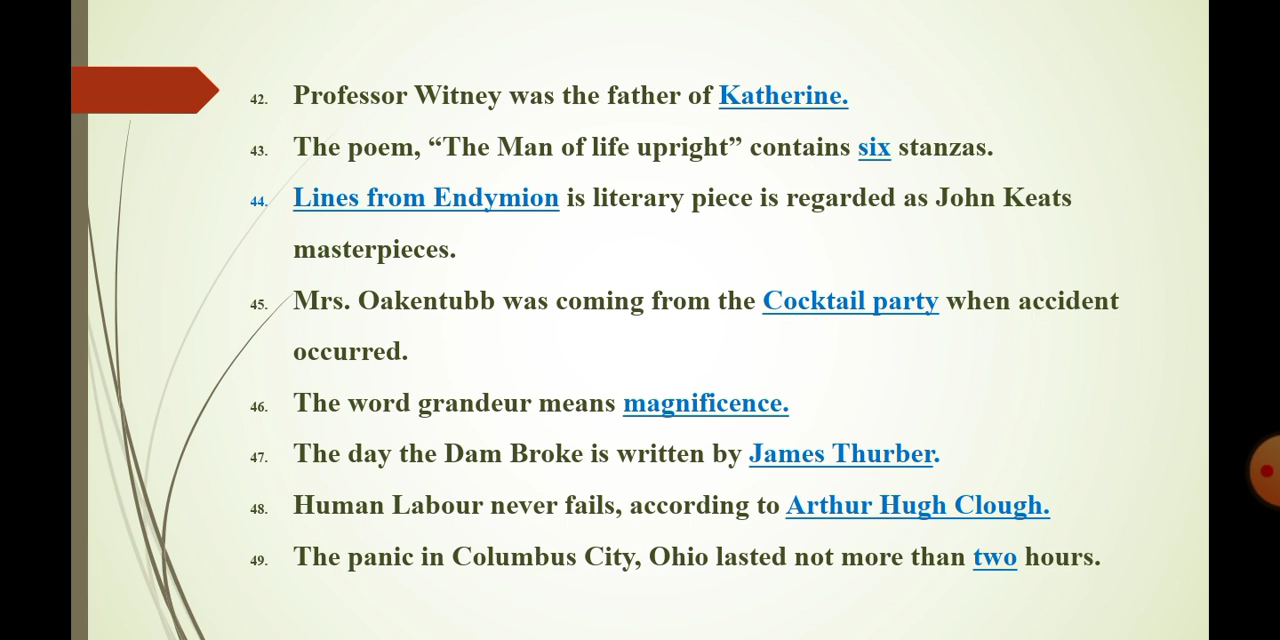 42. Professor Witney was the father of Katherine.
43. The poem, “The Man of life upright” contains six stanzas.
44. Lines from Endymion is literary piece is regarded as John Keats
masterpieces.
45. Mrs. Oakentubb was coming from the Cocktail party when accident
occurred.
46. The word grandeur means magnificence.
47. The day the Dam Broke is written by James Thurber.
48. Human Labour never fails, according to Arthur Hugh Clough.
49. The panic in Columbus City, Ohio lasted not more than two hours.